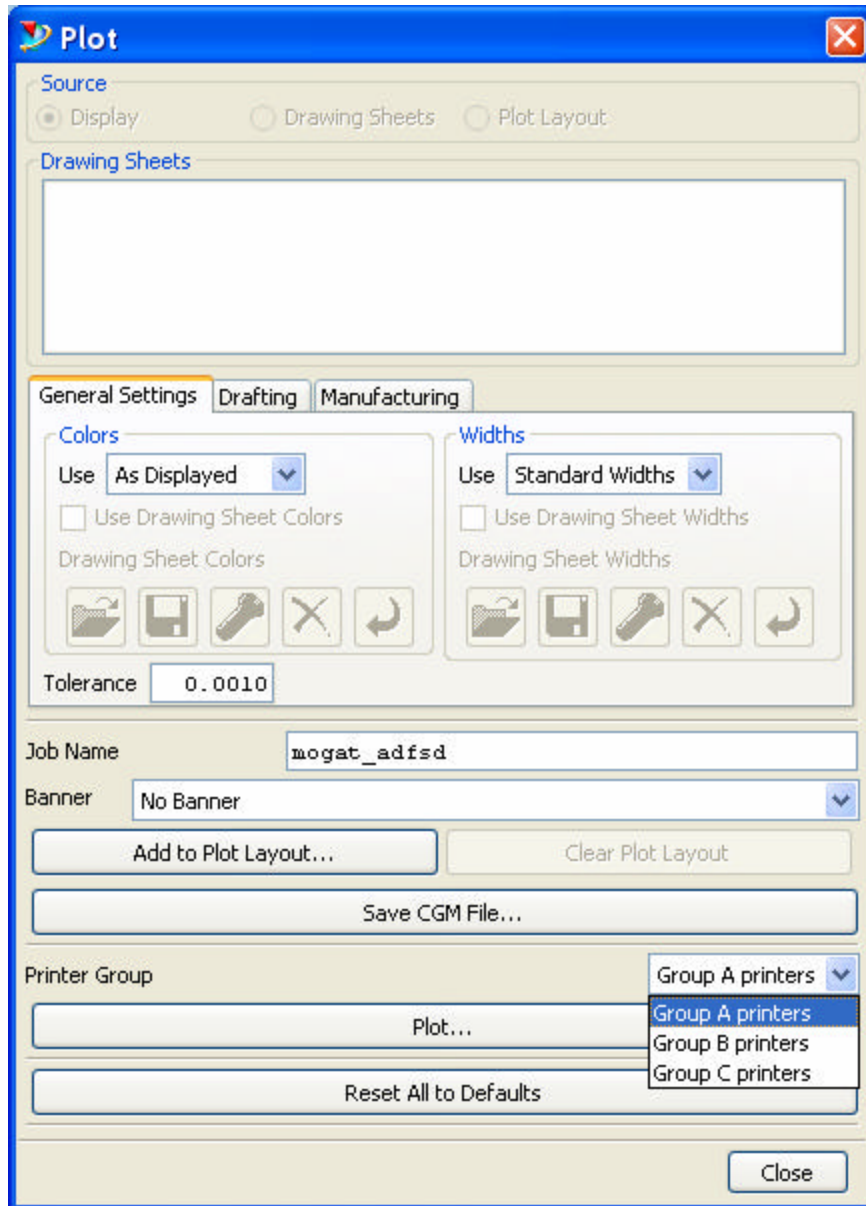 Plot
Source
Display Drawing Sheets Plot Layout
Drawing Sheets
General Settings Drafting Manufacturing
Colors Widths
Use As Displayed Use Standard Widths
Use Drawing Sheet Colors Use Drawing Sheet Widths
Drawing Sheet Colors Drawing Sheet Widths
Tolerance 0.0010
Job Name mogat_adfsd
Banner No Banner
Add to Plot Layout... Clear Plot Layout
Save CGM File...
Printer Group Group A printers
Group A printers
Plot...
Group B printers
Group C printers
Reset All to Defaults
Close